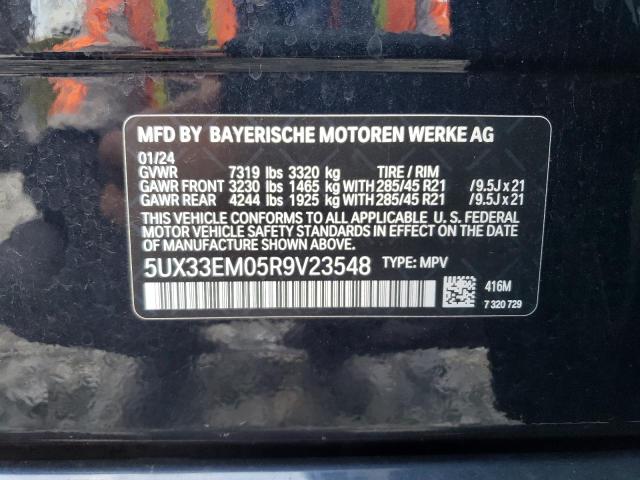 MFD BY BAYERISCHE MOTOREN WERKE AG
01/24
GVWR 7319 lbs 3320 kg TIRE / RIM
GAWR FRONT 3230 lbs 1465 kg WITH 285/45 R21 /9.5J x 21
GAWR REAR 4244 lbs 1925 kg WITH 285/45 R21 /9.5J x 21
THIS VEHICLE CONFORMS TO ALL APPLICABLE U. S. FEDERAL
MOTOR VEHICLE SAFETY STANDARDS IN EFFECT ON THE
DATE OF MANUFACTURE SHOWN ABOVE.
5UX33EM05R9V23548 TYPE: MPV
416M
7 320 729